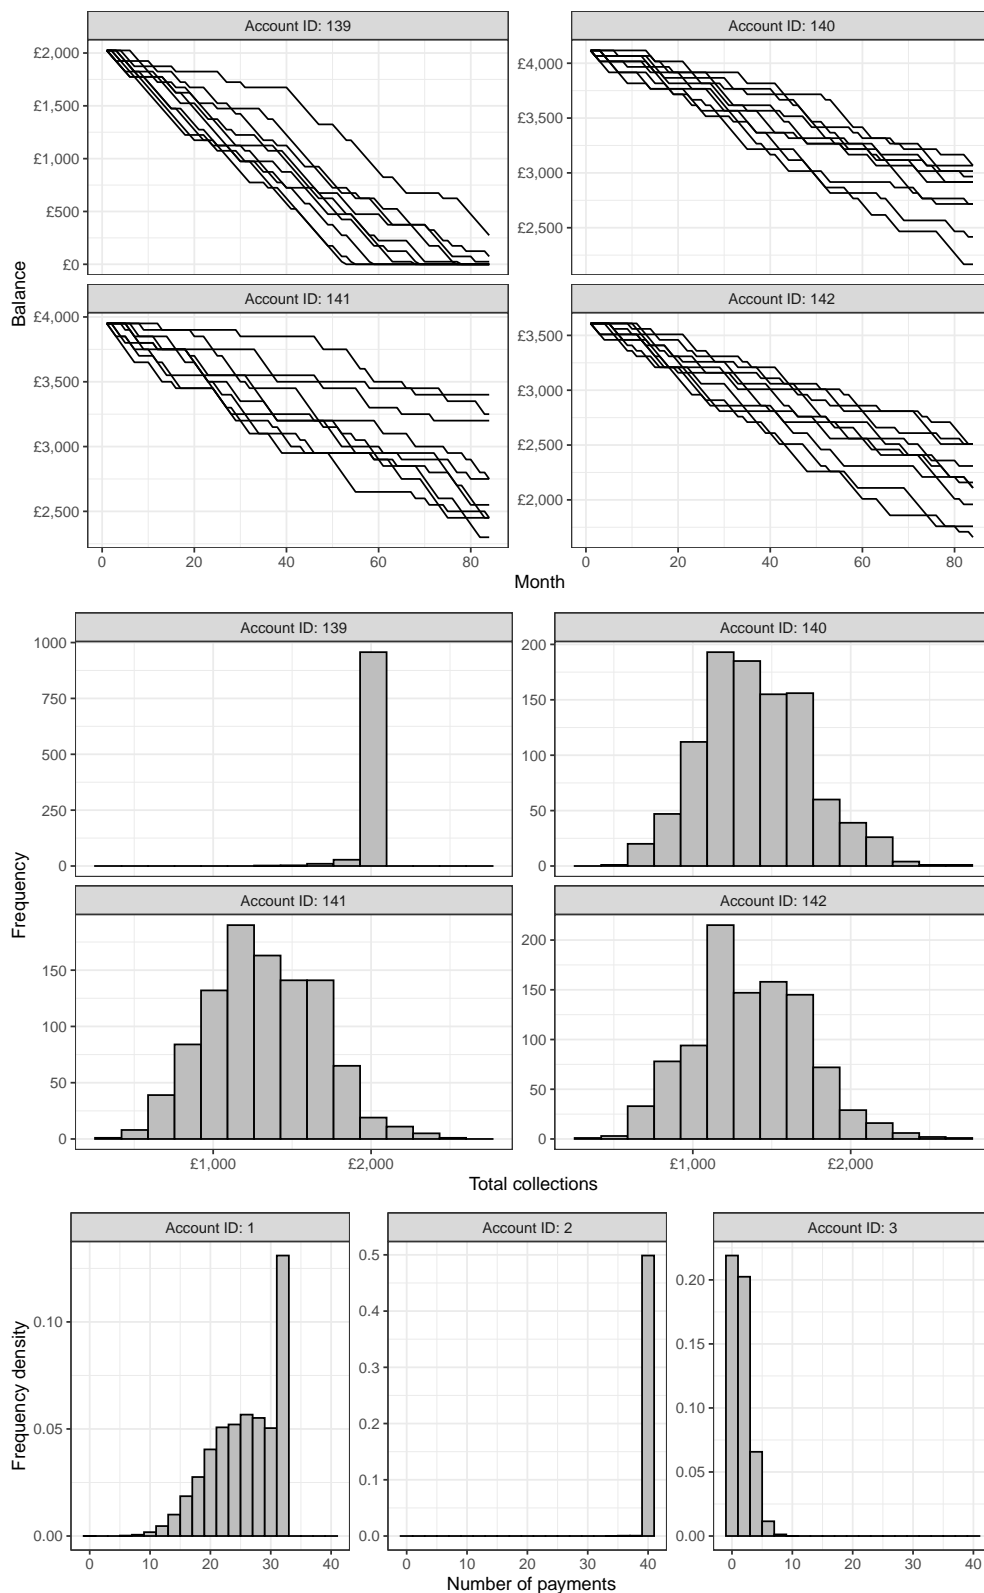 Account ID: 139
Account ID: 140
£2,000
£1,500
£1,000
£500
£0
£4,000
£3,500
£3,000
£2,500
Account ID: 141
Account ID: 142
£4,000
£3,500
£3,000
£2,500
£3,500
£3,000
£2,500
£2,000
0 20 40 60 80
0 20 40 60 80
Balance
Month
Account ID: 139
Account ID: 140
1000
750
500
250
0
200
150
100
50
0
Account ID: 141
Account ID: 142
150
100
50
0
200
150
100
50
0
£1,000 £2,000
£1,000 £2,000
Frequency
Total collections
Account ID: 1
Account ID: 2
Account ID: 3
0.10
0.05
0.00
0.5
0.4
0.3
0.2
0.1
0.0
0.20
0.15
0.10
0.05
0.00
0 10 20 30 40
0 10 20 30 40
0 10 20 30 40
Frequency density
Number of payments